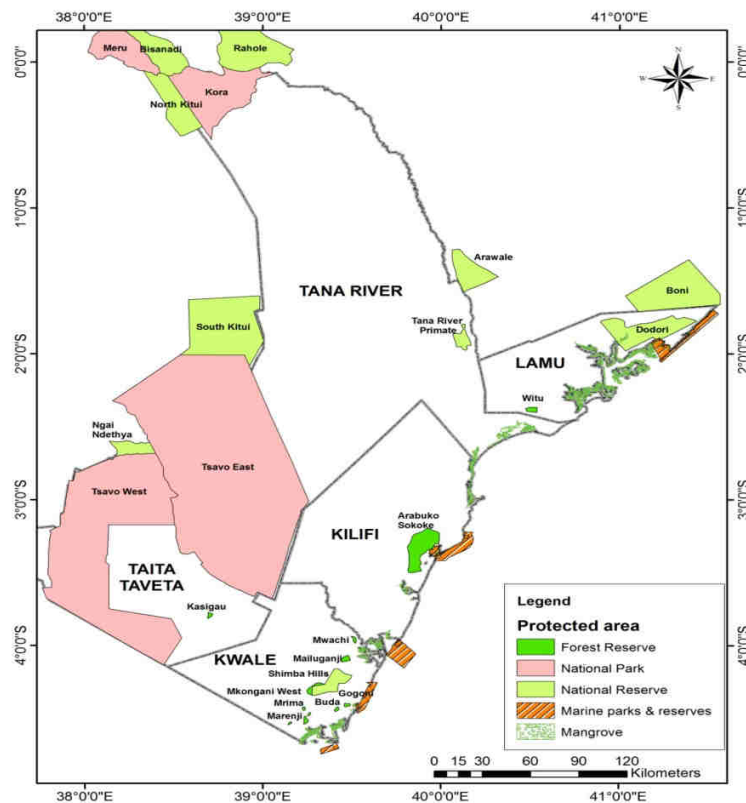 38°0'0"E
39°0'0"E
40°0'0"E
41°0'0"E
0°0'0"
0°0'0"
Meru
Bisanadi
Rahole
N
W
E
S
North Kitui
Kora
1°0'0"S
1°0'0"S
Arawale
TANA RIVER
Boni
South Kitui
Tana River
Primate
Dodori
2°0'0"S
2°0'0"S
LAMU
Witu
Ngai
Ndethya
Tsavo West
Tsavo East
3°0'0"S
3°0'0"S
Arabuko
Sokoke
KILIFI
TAITA
TAVETA
Kasigau
4°0'0"S
4°0'0"S
Mwachi
KWALE
Mailuganji
Shimba Hills
Mkongani West
Gogoni
Mrima
Buda
Marenji
Legend
Protected area
Forest Reserve
National Park
National Reserve
Marine parks & reserves
Mangrove
0 15 30 60 90 120
Kilometers
38°0'0"E
39°0'0"E
40°0'0"E
41°0'0"E